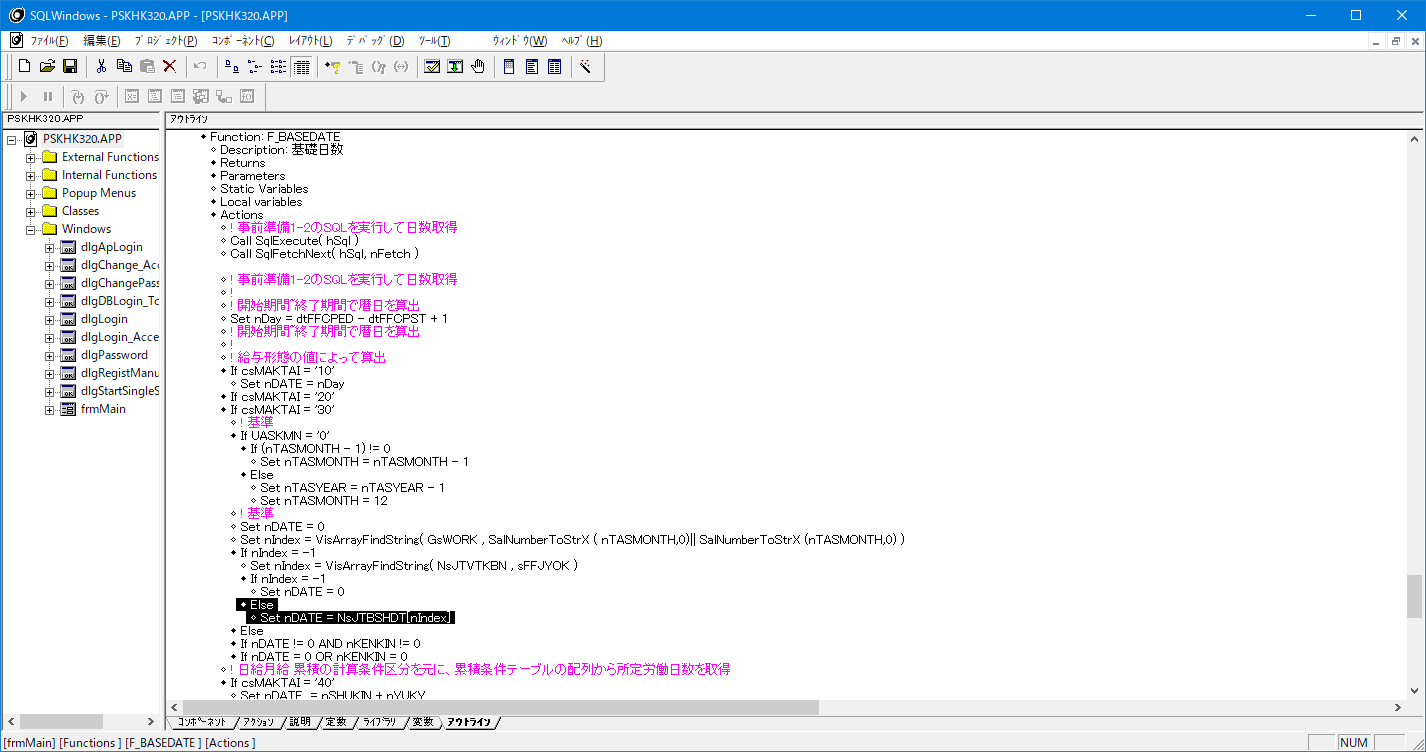 SQLWindows - PSKHK320.APP - [PSKHK320.APP]
ﾌｧｲﾙ(F) 編集(E) ﾌﾟﾛｼﾞｪｸﾄ(P) ｺﾝﾎﾟｰﾈﾝﾄ(C) ﾚｲｱｳﾄ(L) ﾃﾞﾊﾞｯｸﾞ(D) ﾂｰﾙ(T) ｳｨﾝﾄﾞｳ(W) ﾍﾙﾌﾟ(H)
PSKHK320.APP
PSKHK320.APP
External Functions
Internal Functions
Popup Menus
Classes
Windows
dlgApLogin
dlgChange_Acc
dlgChangePass
dlgDBLogin_To
dlgLogin
dlgLogin_Acce
dlgPassword
dlgRegistManu
dlgStartSingleS
frmMain
ｱｳﾄﾗｲﾝ
Function: F_BASEDATE
Description: 基礎日数
Returns
Parameters
Static Variables
Local variables
Actions
! 事前準備1-2のSQLを実行して日数取得
Call SqlExecute( hSql )
Call SqlFetchNext( hSql, nFetch )
! 事前準備1-2のSQLを実行して日数取得
!
! 開始期間~終了期間で暦日を算出
Set nDay = dtFFCPED - dtFFCPST + 1
! 開始期間~終了期間で暦日を算出
!
! 給与形態の値によって算出
If csMAKTAI = '10'
Set nDATE = nDay
If csMAKTAI = '20'
If csMAKTAI = '30'
! 基準
If UASKMN = '0'
If (nTASMONTH - 1) != 0
Set nTASMONTH = nTASMONTH - 1
Else
Set nTASYEAR = nTASYEAR - 1
Set nTASMONTH = 12
! 基準
Set nDATE = 0
Set nIndex = VisArrayFindString( GsWORK , SalNumberToStrX ( nTASMONTH,0)|| SalNumberToStrX (nTASMONTH,0) )
If nIndex = -1
Set nIndex = VisArrayFindString( NsJTVTKBN , sFFJYOK )
If nIndex = -1
Set nDATE = 0
Else
Set nDATE = NsJTBSHDT[nIndex]
Else
If nDATE != 0 AND nKENKIN != 0
If nDATE = 0 OR nKENKIN = 0
! 日給月給 累積の計算条件区分を元に、累積条件テーブルの配列から所定労働日数を取得
If csMAKTAI = '40'
Set nDATE = nSHUKIN + nYUKY
ｺﾝﾎﾟｰﾈﾝﾄ ｱｸｼｮﾝ 説明 定数 ﾗｲﾌﾞﾗﾘ 変数 ｱｳﾄﾗｲﾝ
[frmMain] [Functions ] [F_BASEDATE ] [Actions ] NUM